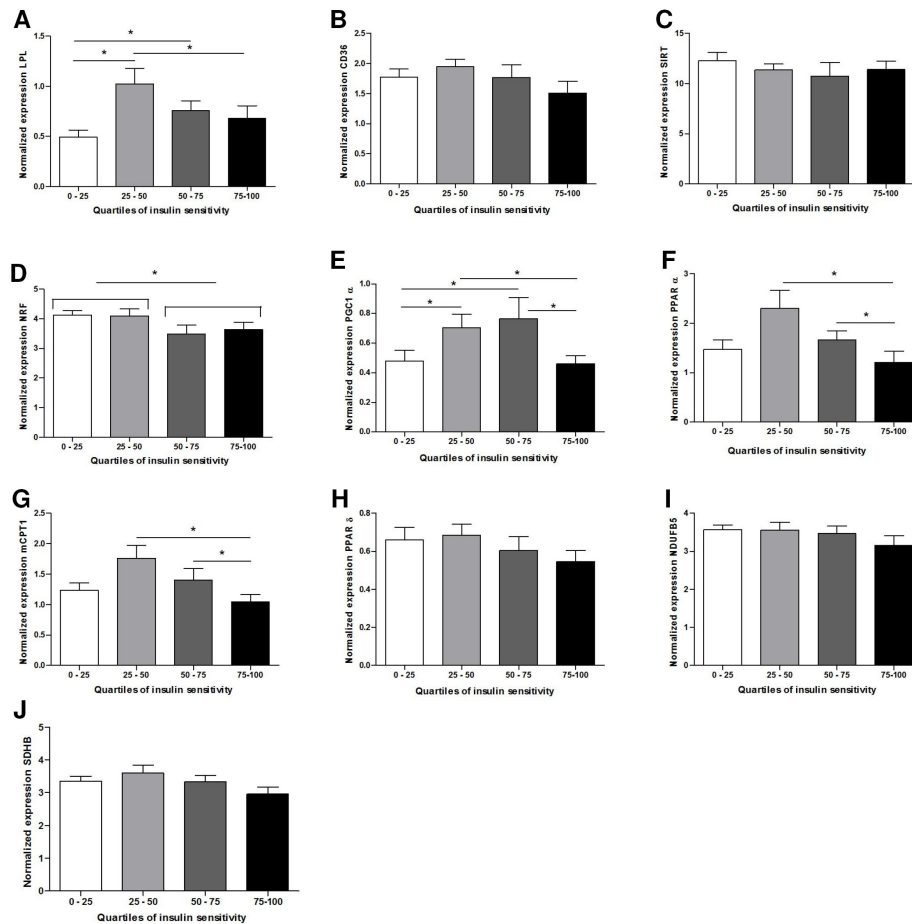 A
Normalized expression LPL
1.5
1.0
0.5
0.0
*
*
*
0 - 25
25 - 50
50 - 75
75-100
Quartiles of insulin sensitivity
B
Normalized expression CD36
2.5
2.0
1.5
1.0
0.5
0.0
0 - 25
25 - 50
50 - 75
75-100
Quartiles of insulin sensitivity
C
Normalized expression SIRT
15
10
5
0
0 - 25
25 - 50
50 - 75
75-100
Quartiles of insulin sensitivity
D
Normalized expression NRF
5
4
3
2
1
0
*
0 - 25
25 - 50
50 - 75
75-100
Quartiles of insulin sensitivity
E
Normalized expression PGC1 α
1.0
0.8
0.6
0.4
0.2
0.0
*
*
*
*
0 - 25
25 - 50
50 - 75
75-100
Quartiles of insulin sensitivity
F
Normalized expression PPAR α
3
2
1
0
*
*
0 - 25
25 - 50
50 - 75
75-100
Quartiles of insulin sensitivity
G
Normalized expression mCPT1
2.5
2.0
1.5
1.0
0.5
0.0
*
*
0 - 25
25 - 50
50 - 75
75-100
Quartiles of insulin sensitivity
H
Normalized expression PPAR δ
0.8
0.6
0.4
0.2
0.0
0 - 25
25 - 50
50 - 75
75-100
Quartiles of insulin sensitivity
I
Normalized expression NDUFB5
5
4
3
2
1
0
0 - 25
25 - 50
50 - 75
75-100
Quartiles of insulin sensitivity
J
Normalized expression SDHB
5
4
3
2
1
0
0 - 25
25 - 50
50 - 75
75-100
Quartiles of insulin sensitivity